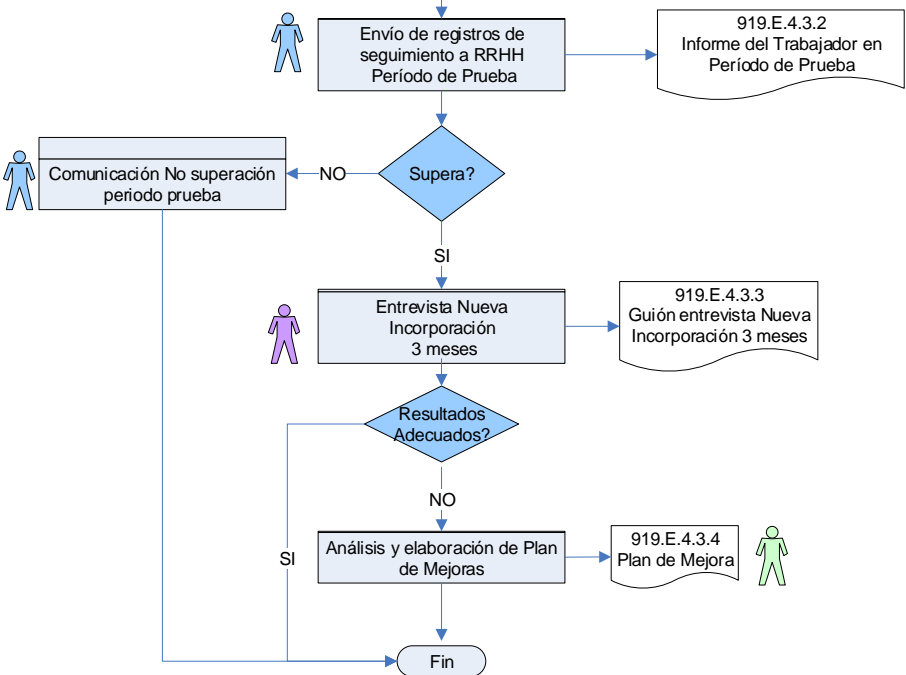 Envío de registros de
seguimiento a RRHH
Período de Prueba
919.E.4.3.2
Informe del Trabajador en
Período de Prueba
Comunicación No superación
periodo prueba
NO
Supera?
SI
Entrevista Nueva
Incorporación
3 meses
919.E.4.3.3
Guión entrevista Nueva
Incorporación 3 meses
Resultados
Adecuados?
NO
SI
Análisis y elaboración de Plan
de Mejoras
919.E.4.3.4
Plan de Mejora
Fin